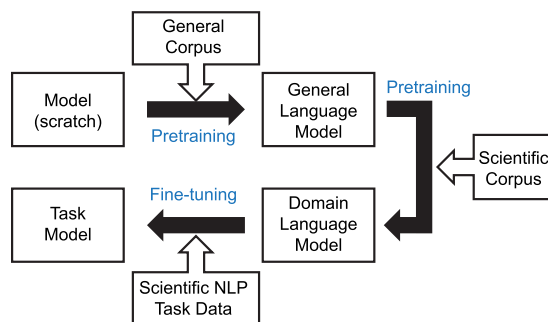 General
Corpus
Model
(scratch)
Pretraining
General
Language
Model
Pretraining
Scientific
Corpus
Domain
Language
Model
Fine-tuning
Scientific NLP
Task Data
Task
Model